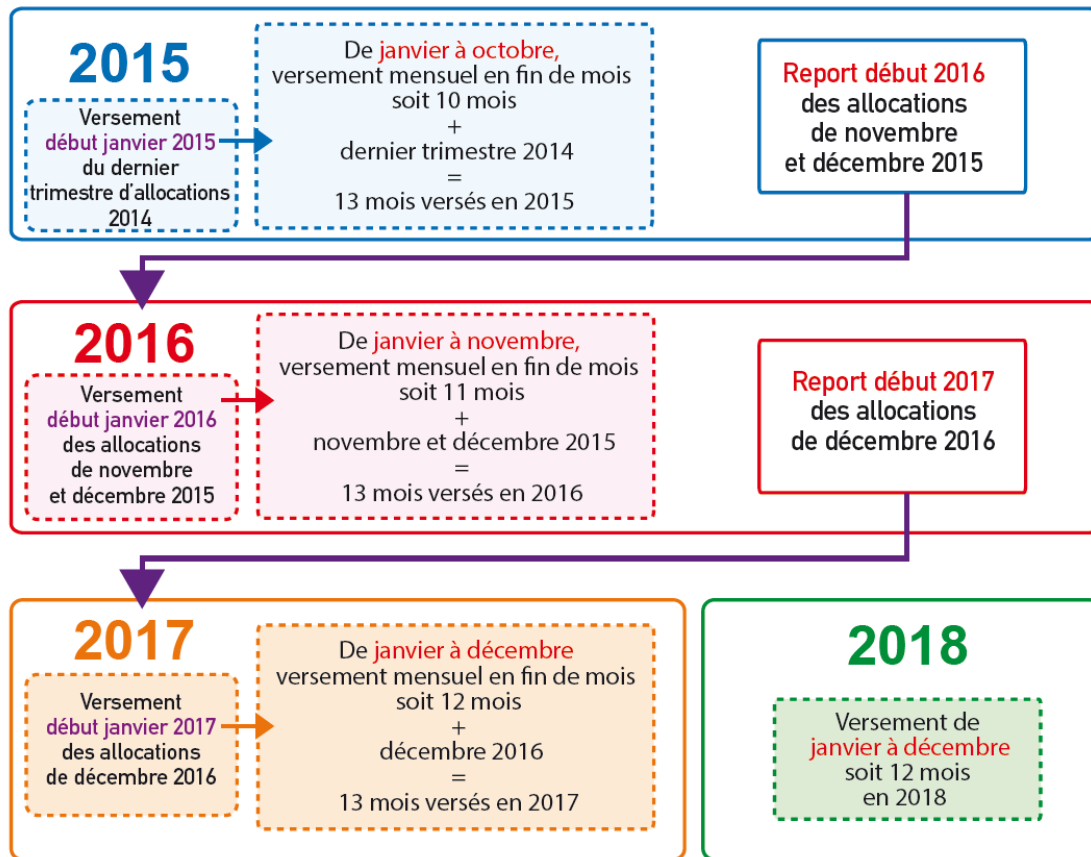 2015
Versement
début janvier 2015
du dernier
trimestre d'allocations
2014
De janvier à octobre,
versement mensuel en fin de mois
soit 10 mois
+
dernier trimestre 2014
=
13 mois versés en 2015
Report début 2016
des allocations
de novembre
et décembre 2015
2016
Versement
début janvier 2016
des allocations
de novembre
et décembre 2015
De janvier à novembre,
versement mensuel en fin de mois
soit 11 mois
+
novembre et décembre 2015
=
13 mois versés en 2016
Report début 2017
des allocations
de décembre 2016
2017
Versement
début janvier 2017
des allocations
de décembre 2016
De janvier à décembre
versement mensuel en fin de mois
soit 12 mois
+
décembre 2016
=
13 mois versés en 2017
2018
Versement de
janvier à décembre
soit 12 mois
en 2018